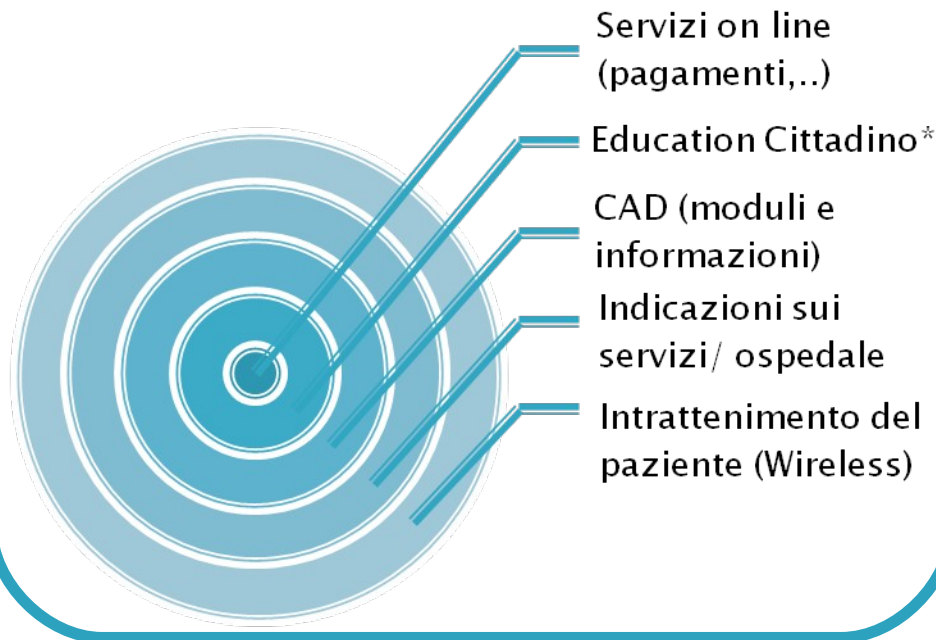 Servizi on line
(pagamenti,..)
Education Cittadino*
CAD (moduli e
informazioni)
Indicazioni sui
servizi/ ospedale
Intrattenimento del
paziente (Wireless)